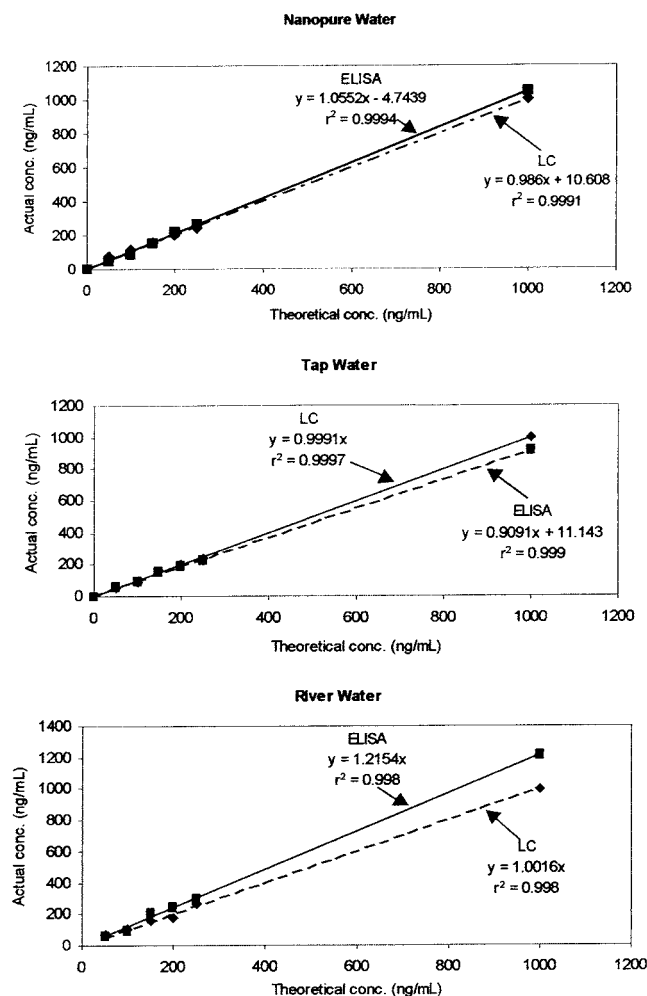 Nanopure Water
1200
1000
800
600
400
200
0
Actual conc. (ng/mL)
ELISA
y = 1.0552x - 4.7439
r² = 0.9994
LC
y = 0.986x + 10.608
r² = 0.9991
0 200 400 600 800 1000 1200
Theoretical conc. (ng/mL)
Tap Water
1200
1000
800
600
400
200
0
Actual conc. (ng/mL)
LC
y = 0.9991x
r² = 0.9997
ELISA
y = 0.9091x + 11.143
r² = 0.999
0 200 400 600 800 1000 1200
Theoretical conc. (ng/mL)
River Water
1400
1200
1000
800
600
400
200
0
Actual conc. (ng/mL)
ELISA
y = 1.2154x
r² = 0.998
LC
y = 1.0016x
r² = 0.998
0 200 400 600 800 1000 1200
Theoretical conc. (ng/mL)